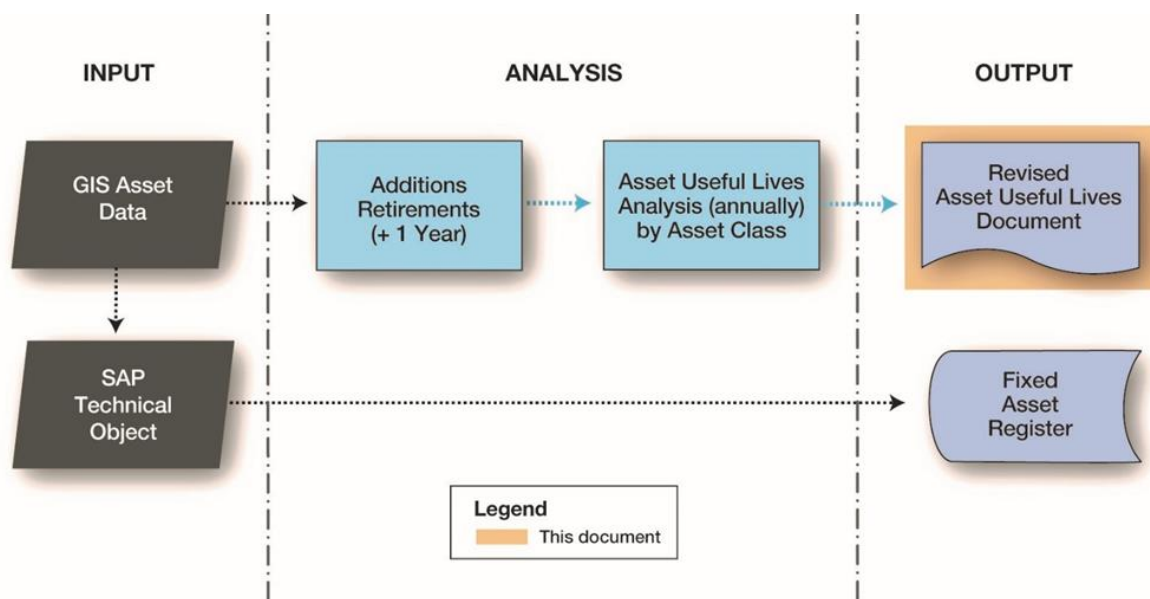 INPUT
ANALYSIS
OUTPUT
GIS Asset
Data
Additions
Retirements
(+ 1 Year)
Asset Useful Lives
Analysis (annually)
by Asset Class
Revised
Asset Useful Lives
Document
SAP
Technical
Object
Fixed
Asset
Register
Legend
This document